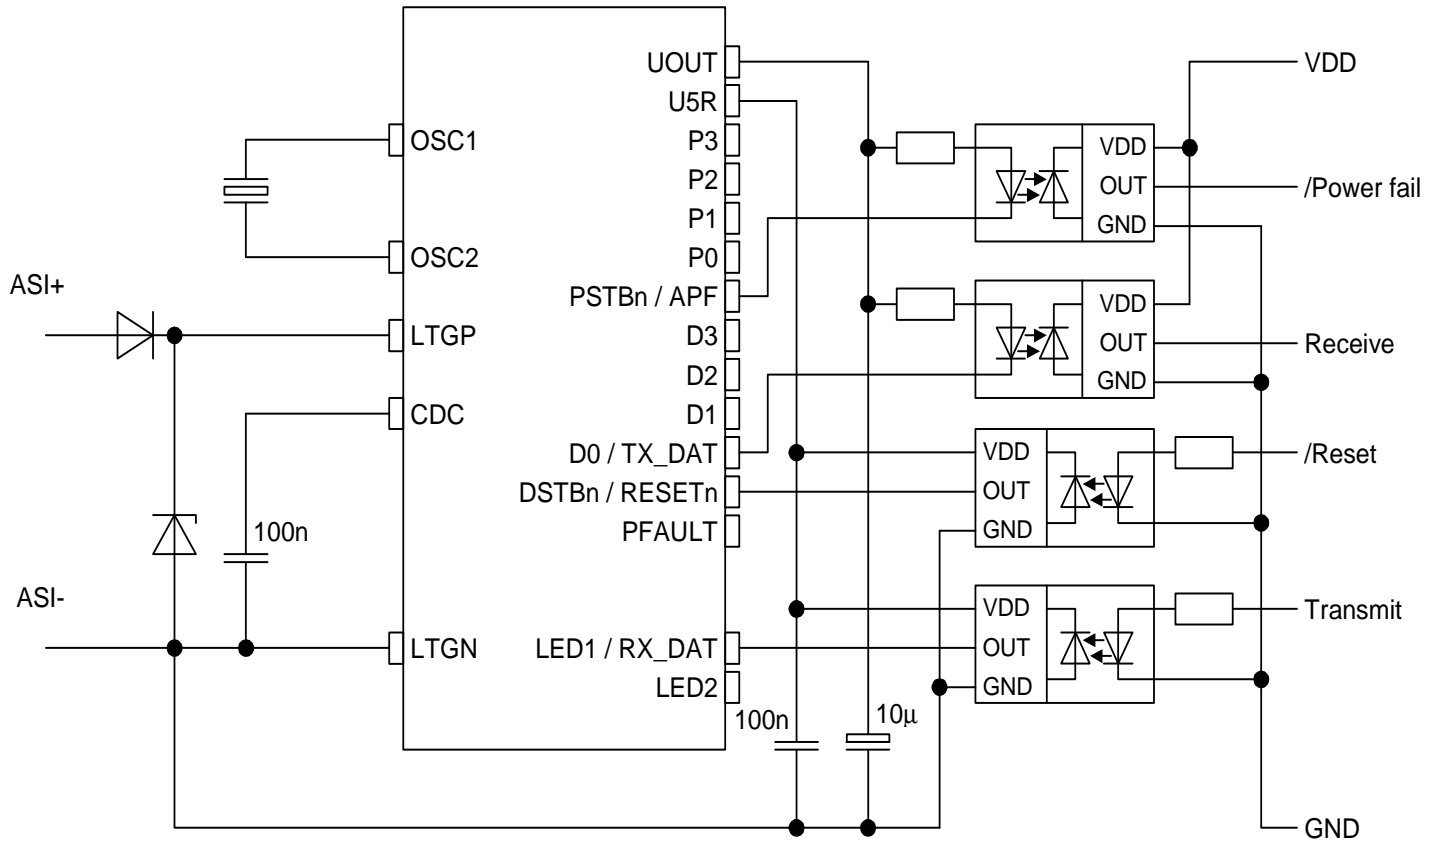 ASI+
ASI-
OSC1
OSC2
LTGP
CDC
100n
LTGN
UOUT
U5R
P3
P2
P1
P0
PSTBn / APF
D3
D2
D1
D0 / TX_DAT
DSTBn / RESETn
PFAULT
LED1 / RX_DAT
LED2
100n
10μ
VDD
OUT
GND
VDD
OUT
GND
VDD
OUT
GND
VDD
OUT
GND
VDD
/Power fail
Receive
/Reset
Transmit
GND